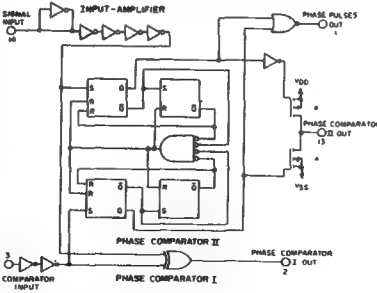 SIGNAL
INPUT
14
INPUT-AMPLIFIER
PHASE PULSES
OUT
1
S Q
R
R Q̅
Q
Q̅
VDD
P
PHASE COMPARATOR
II OUT
13
N
VSS
R Q̅
R
S Q
Q̅
Q
PHASE COMPARATOR II
3
COMPARATOR
INPUT
PHASE COMPARATOR I
PHASE COMPARATOR
I OUT
2